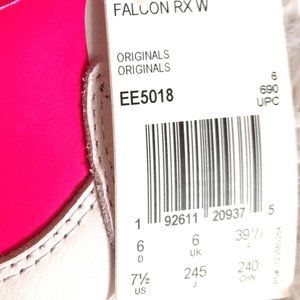 FALCON RX W
ORIGINALS
ORIGINALS
6
EE5018
690
UPC
1 92611 20937 5
6 6 39⅓
D UK F
7½ 245 240
US J CHN